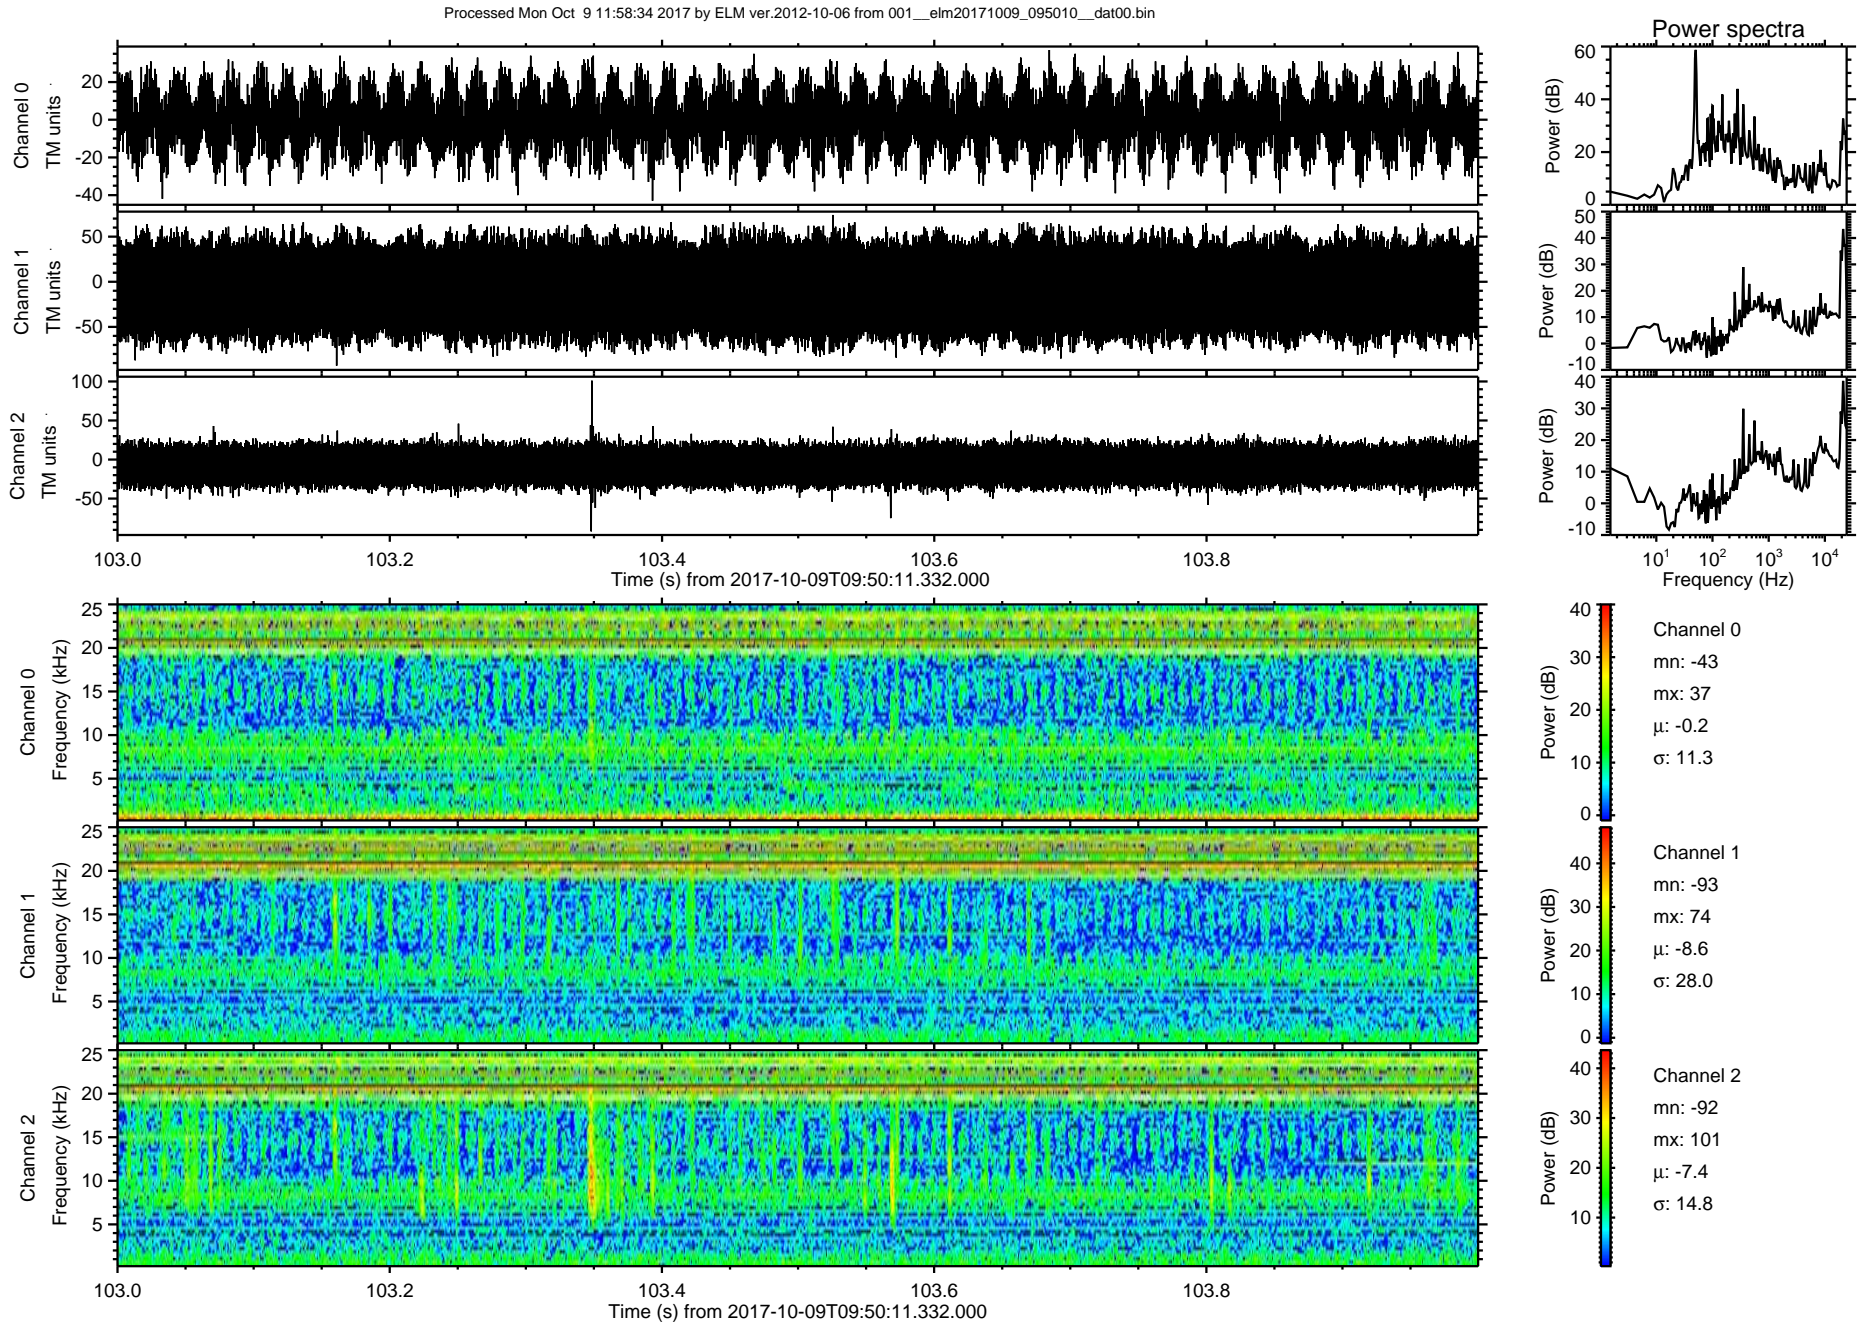 Processed Mon Oct  9 11:58:34 2017 by ELM ver.2012-10-06 from 001__elm20171009_095010__dat00.bin
Power spectra
Channel 0
TM units
20
0
-20
-40
Power (dB)
60
40
20
0
Channel 1
TM units
50
0
-50
Power (dB)
50
40
30
20
10
0
-10
Channel 2
TM units
100
50
0
-50
Power (dB)
40
30
20
10
0
-10
103.0 103.2 103.4 103.6 103.8
Time (s) from 2017-10-09T09:50:11.332.000
10¹ 10² 10³ 10⁴
Frequency (Hz)
Channel 0
Frequency (kHz)
25
20
15
10
5
Power (dB)
40
30
20
10
0
Channel 0
mn: -43
mx: 37
μ: -0.2
σ: 11.3
Channel 1
Frequency (kHz)
25
20
15
10
5
Power (dB)
40
30
20
10
0
Channel 1
mn: -93
mx: 74
μ: -8.6
σ: 28.0
Channel 2
Frequency (kHz)
25
20
15
10
5
Power (dB)
40
30
20
10
Channel 2
mn: -92
mx: 101
μ: -7.4
σ: 14.8
103.0 103.2 103.4 103.6 103.8
Time (s) from 2017-10-09T09:50:11.332.000